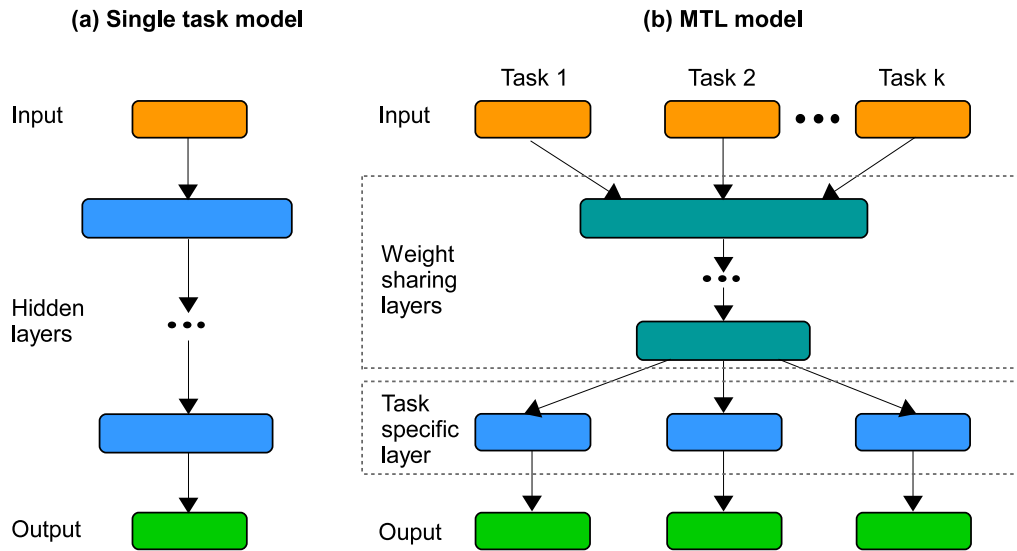 (a) Single task model
Input
Hidden
layers
Output
(b) MTL model
Task 1
Task 2
Task k
Input
Weight
sharing
layers
Task
specific
layer
Ouput